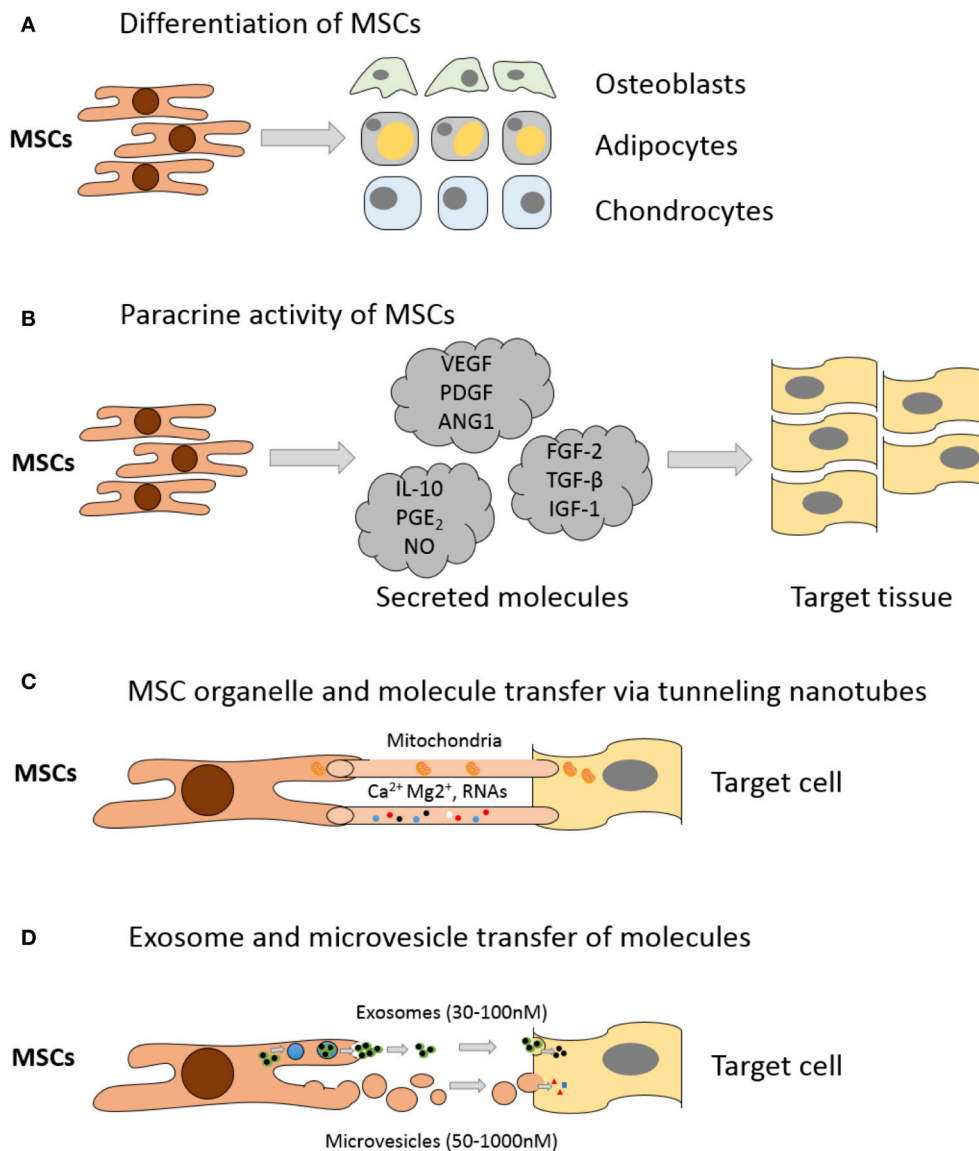 A
Differentiation of MSCs
MSCs
Osteoblasts
Adipocytes
Chondrocytes
B
Paracrine activity of MSCs
MSCs
VEGF
PDGF
ANG1
FGF-2
TGF-β
IGF-1
IL-10
PGE₂
NO
Secreted molecules
Target tissue
C
MSC organelle and molecule transfer via tunneling nanotubes
MSCs
Mitochondria
Ca²⁺ Mg2⁺, RNAs
Target cell
D
Exosome and microvesicle transfer of molecules
Exosomes (30-100nM)
MSCs
Target cell
Microvesicles (50-1000nM)